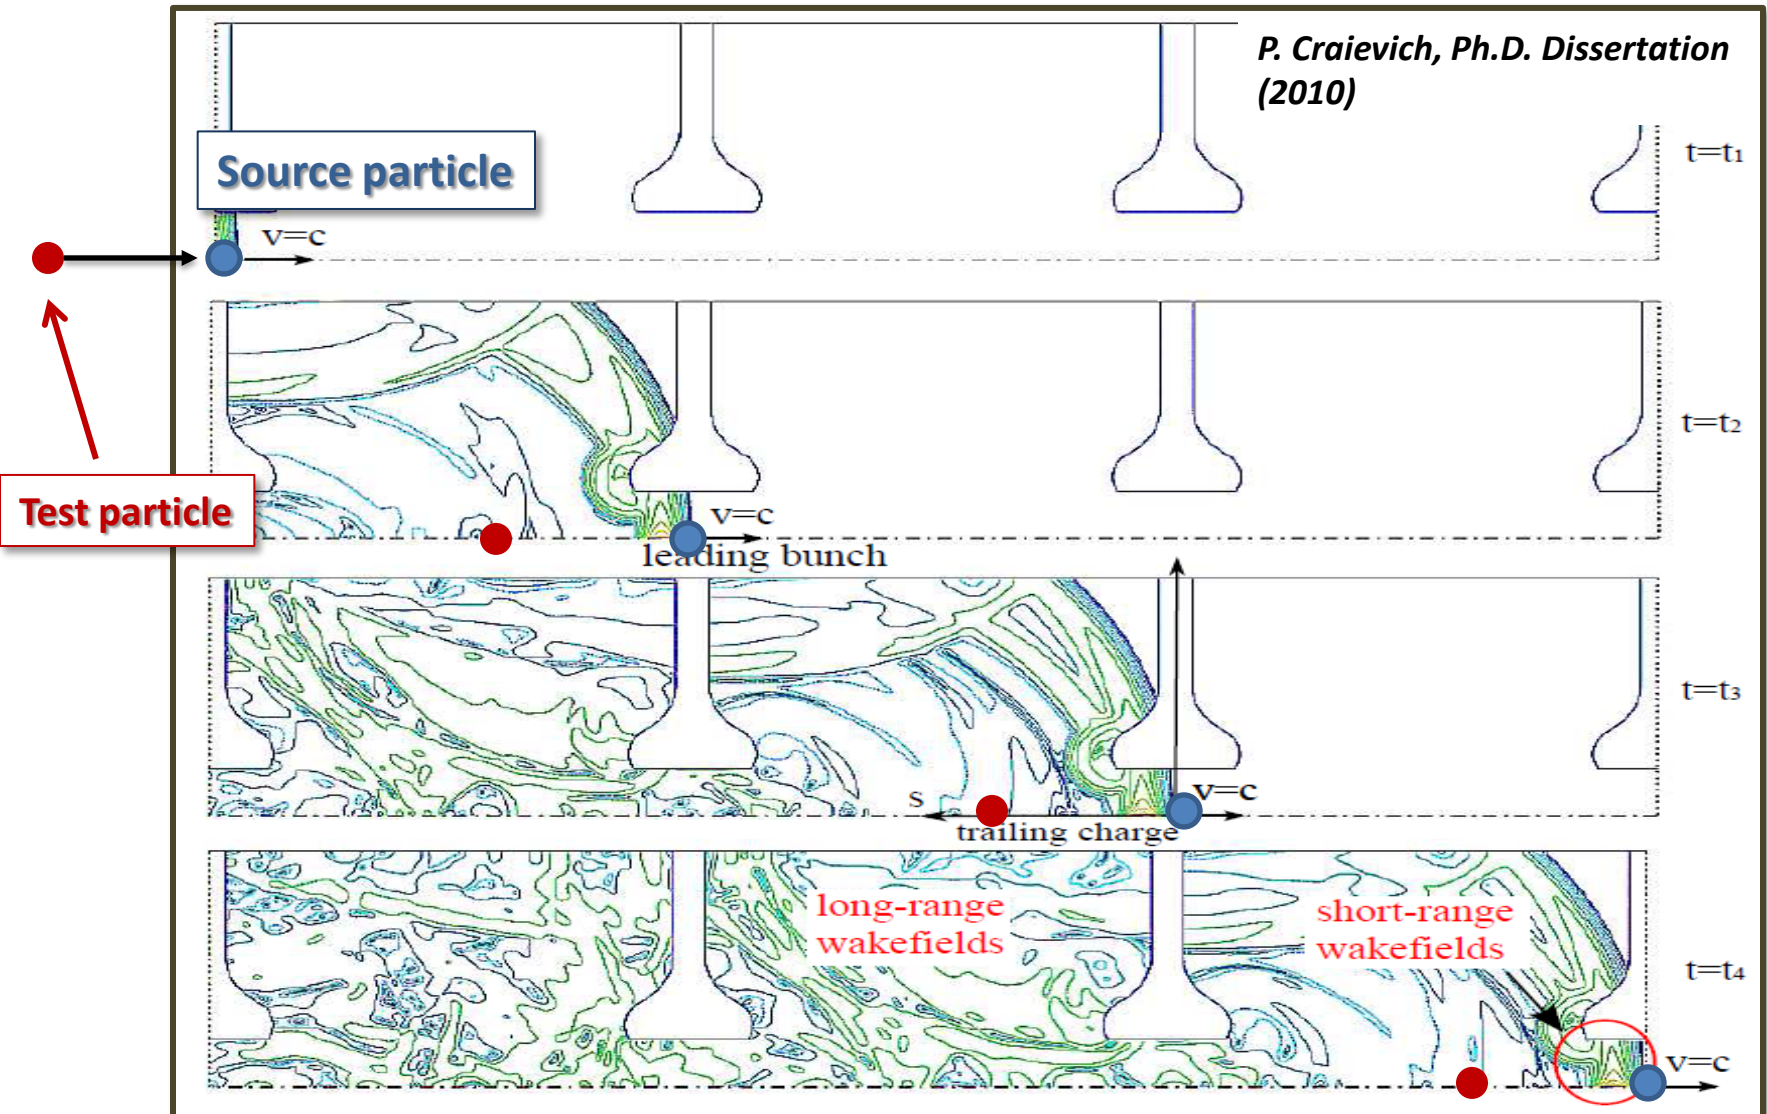 P. Craievich, Ph.D. Dissertation
(2010)
t=t₁
Source particle
v=c
t=t₂
Test particle
v=c
leading bunch
t=t₃
s
v=c
trailing charge
long-range
wakefields
short-range
wakefields
t=t₄
v=c